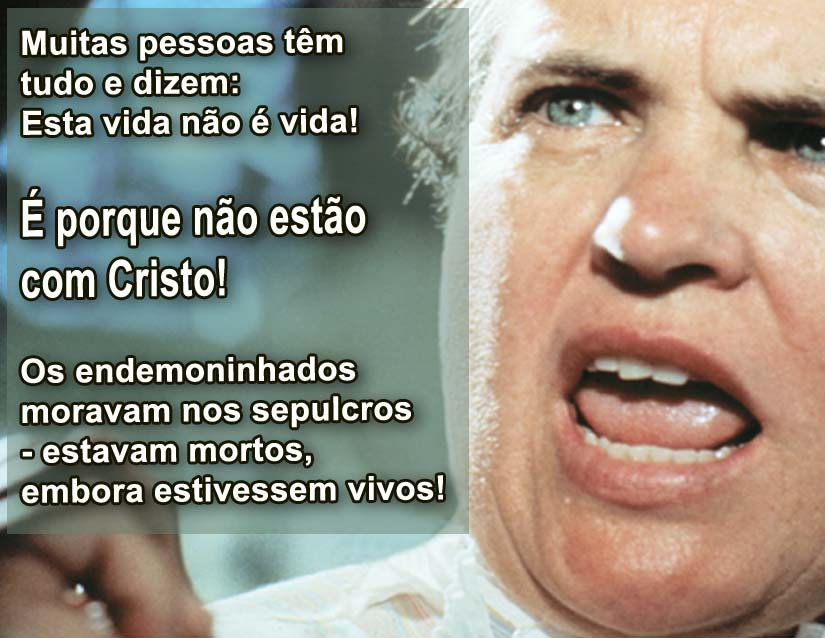 Muitas pessoas têm
tudo e dizem:
Esta vida não é vida!
É porque não estão
com Cristo!
Os endemoninhados
moravam nos sepulcros
- estavam mortos,
embora estivessem vivos!